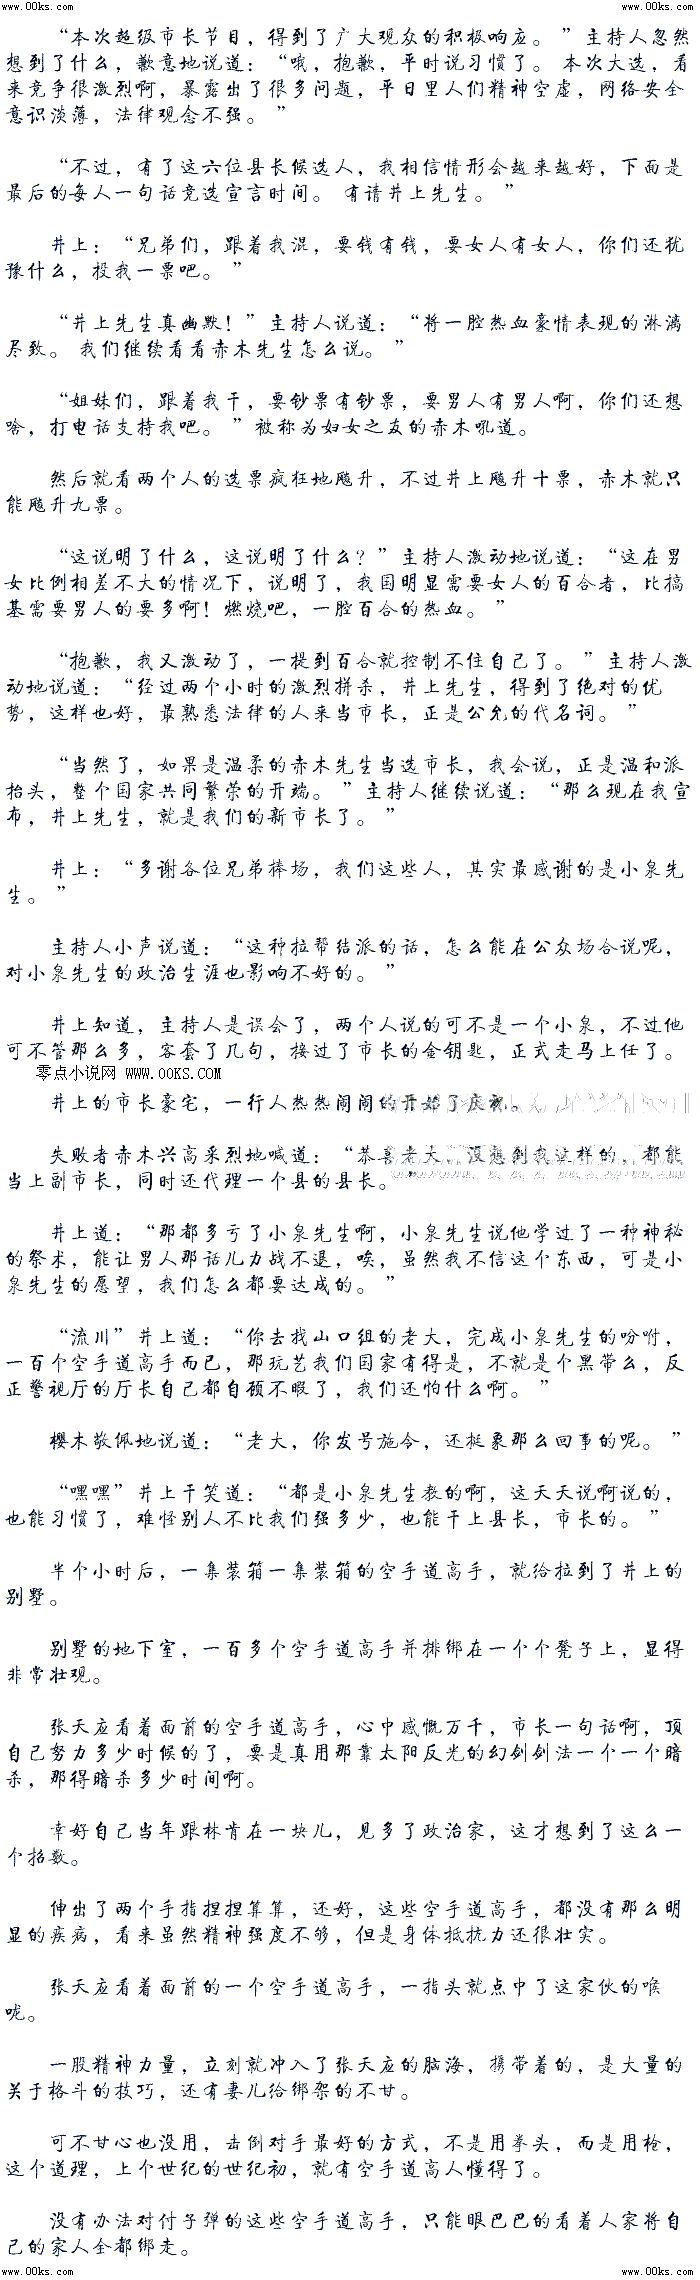 www.00ks.com www.00ks.com
“本次超级市长节目，得到了广大观众的积极响应。”主持人忽然
想到了什么，歉意地说道：“哦，抱歉，平时说习惯了。 本次大选，看
来竞争很激烈啊，暴露出了很多问题，平日里人们精神空虚，网络安全
意识淡薄，法律观念不强。”
“不过，有了这六位县长候选人，我相信情形会越来越好，下面是
最后的每人一句话竞选宣言时间。 有请井上先生。”
井上：“兄弟们，跟着我混，要钱有钱，要女人有女人，你们还犹
豫什么，投我一票吧。”
“井上先生真幽默！”主持人说道：“将一腔热血豪情表现的淋漓
尽致。 我们继续看看赤木先生怎么说。”
“姐妹们，跟着我干，要钞票有钞票，要男人有男人啊，你们还想
啥，打电话支持我吧。”被称为妇女之友的赤木吼道。
然后就看两个人的选票疯狂地飚升，不过井上飚升十票，赤木就只
能飚升九票。
“这说明了什么，这说明了什么？”主持人激动地说道：“这在男
女比例相差不大的情况下，说明了，我国明显需要女人的百合者，比搞
基需要男人的要多啊！燃烧吧，一腔百合的热血。”
“抱歉，我又激动了，一提到百合就控制不住自己了。”主持人激
动地说道：“经过两个小时的激烈拼杀，井上先生，得到了绝对的优
势，这样也好，最熟悉法律的人来当市长，正是公允的代名词。”
“当然了，如果是温柔的赤木先生当选市长，我会说，正是温和派
抬头，整个国家共同繁荣的开端。”主持人继续说道：“那么现在我宣
布，井上先生，就是我们的新市长了。”
井上：“多谢各位兄弟捧场，我们这些人，其实最感谢的是小泉先
生。”
主持人小声说道：“这种拉帮结派的话，怎么能在公众场合说呢，
对小泉先生的政治生涯也影响不好的。”
井上知道，主持人是误会了，两个人说的可不是一个小泉，不过他
可不管那么多，客套了几句，接过了市长的金钥匙，正式走马上任了。
零点小说网 www.00KS.com
井上的市长豪宅，一行人热热闹闹的开始了庆祝。
失败者赤木兴高采烈地喊道：“恭喜老大，没想到我这样的，都能
当上副市长，同时还代理一个县的县长。”
井上道：“那都多亏了小泉先生啊，小泉先生说他学过了一种神秘
的祭术，能让男人那话儿力战不退，唉，虽然我不信这个东西，可是小
泉先生的愿望，我们怎么都要达成的。”
“流川”井上道：“你去找山口组的老大，完成小泉先生的吩咐，
一百个空手道高手而已，那玩艺我们国家有得是，不就是个黑带么，反
正警视厅的厅长自己都自顾不暇了，我们还怕什么啊。”
樱木敬佩地说道：“老大，你发号施令，还挺象那么回事的呢。”
“嘿嘿”井上干笑道：“都是小泉先生教的啊，这天天说啊说的，
也能习惯了，难怪别人不比我们强多少，也能干上县长，市长的。”
半个小时后，一集装箱一集装箱的空手道高手，就给拉到了井上的
别墅。
别墅的地下室，一百多个空手道高手并排绑在一个个凳子上，显得
非常壮观。
张天应看着面前的空手道高手，心中感慨万千，市长一句话啊，顶
自己努力多少时候的了，要是真用那靠太阳反光的幻剑剑法一个一个暗
杀，那得暗杀多少时间啊。
幸好自己当年跟林肯在一块儿，见多了政治家，这才想到了这么一
个招数。
伸出了两个手指捏捏算算，还好，这些空手道高手，都没有那么明
显的疾病，看来虽然精神强度不够，但是身体抵抗力还很壮实。
张天应看着面前的一个空手道高手，一指头就点中了这家伙的喉
咙。
一股精神力量，立刻就冲入了张天应的脑海，携带着的，是大量的
关于格斗的技巧，还有妻儿给绑架的不甘。
可不甘心也没用，击倒对手最好的方式，不是用拳头，而是用枪，
这个道理，上个世纪的世纪初，就有空手道高人懂得了。
没有办法对付子弹的这些空手道高手，只能眼巴巴的看着人家将自
己的家人全都绑走。
www.00ks.com www.00ks.com